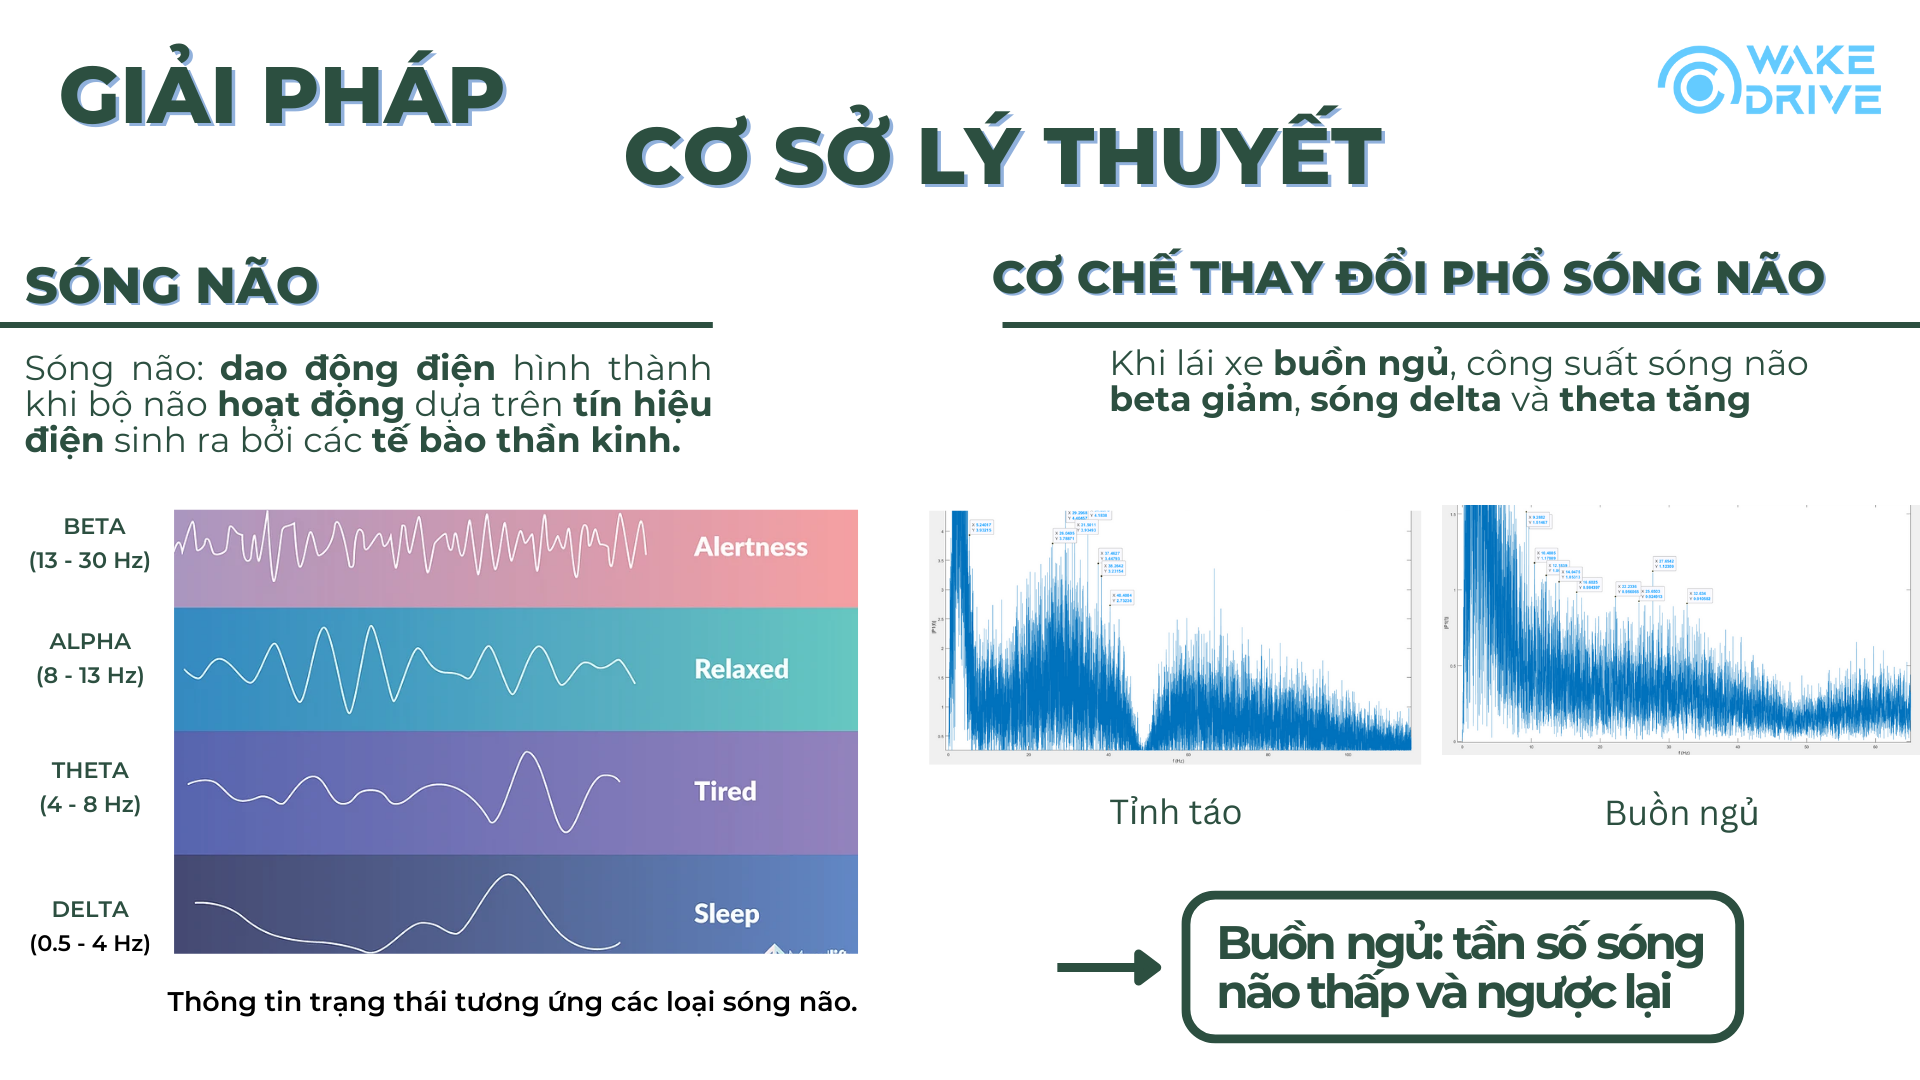 GIẢI PHÁP
WAKE
DRIVE
CƠ SỞ LÝ THUYẾT
SÓNG NÃO
Sóng não: dao động điện hình thành
khi bộ não hoạt động dựa trên tín hiệu
điện sinh ra bởi các tế bào thần kinh.
BETA
(13 - 30 Hz)
Alertness
ALPHA
(8 - 13 Hz)
Relaxed
THETA
(4 - 8 Hz)
Tired
DELTA
(0.5 - 4 Hz)
Sleep
Thông tin trạng thái tương ứng các loại sóng não.
CƠ CHẾ THAY ĐỔI PHỔ SÓNG NÃO
Khi lái xe buồn ngủ, công suất sóng não
beta giảm, sóng delta và theta tăng
f (Hz)
f (Hz)
Tỉnh táo
Buồn ngủ
Buồn ngủ: tần số sóng
não thấp và ngược lại